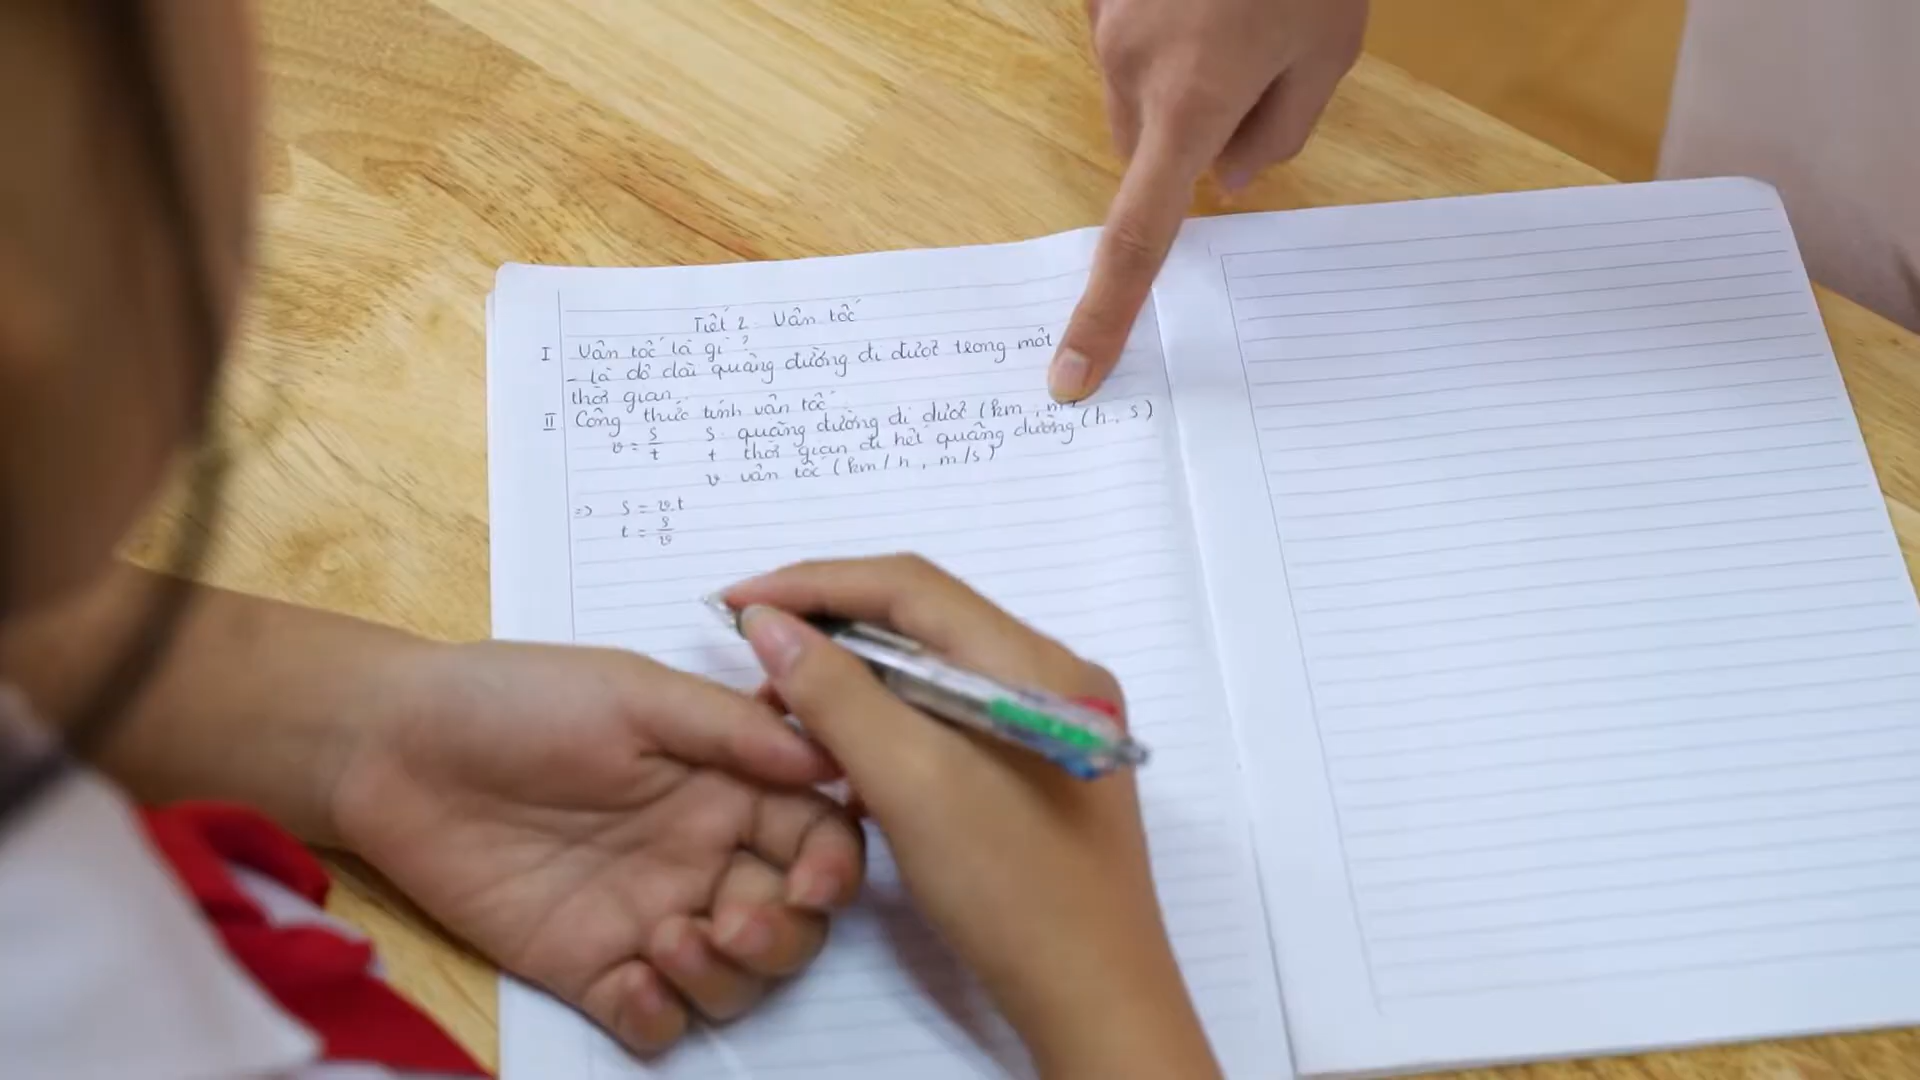 Tiết 2: Vận tốc
I Vận tốc là gì ?
- Là độ dài quãng đường đi được trong một
thời gian.
II Công thức tính vận tốc
v = s/t s: quãng đường đi được (km, m)
t thời gian đi hết quãng đường (h, s)
v vận tốc (km/h, m/s)
=> s = v.t
t = s/v